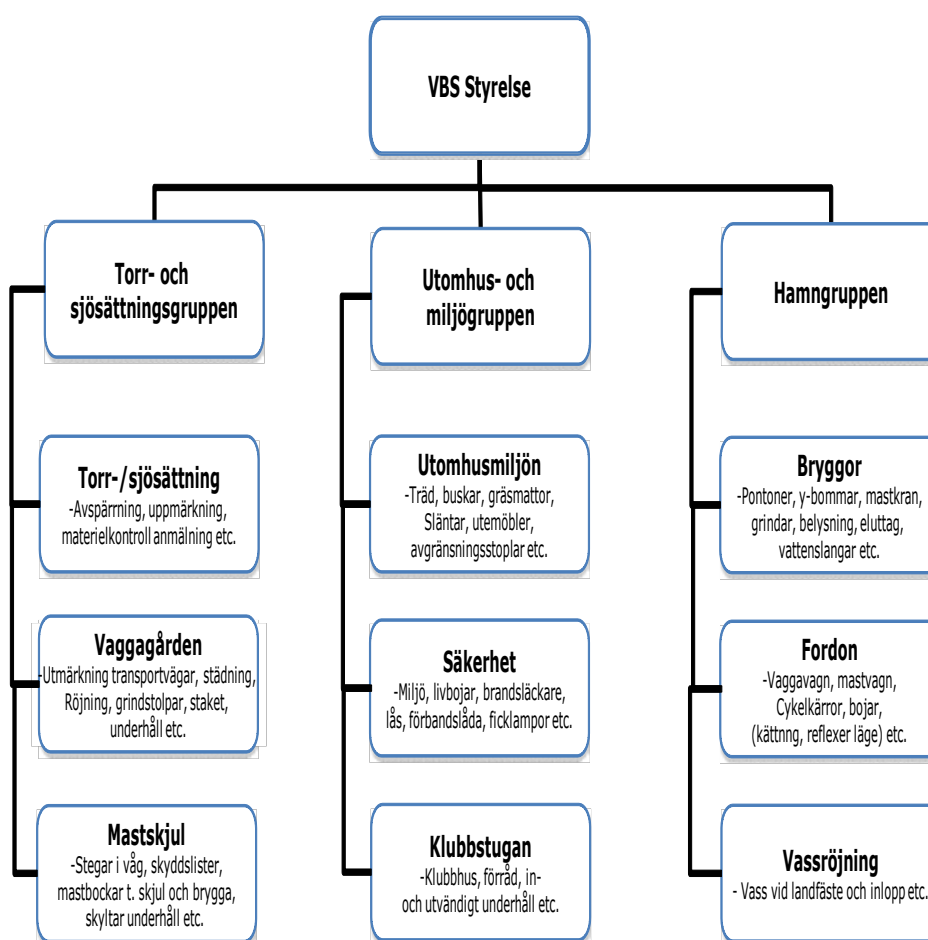 VBS Styrelse
Torr- och
sjösättningsgruppen
Torr-/sjösättning
-Avspärrning, uppmärkning,
materielkontroll anmälning etc.
Vaggagården
-Utmärkning transportvägar, städning,
Röjning, grindstolpar, staket,
underhåll etc.
Mastskjul
-Stegar i våg, skyddslister,
mastbockar t. skjul och brygga,
skyltar underhåll etc.
Utomhus- och
miljögruppen
Utomhusmiljön
-Träd, buskar, gräsmattor,
Släntar, utemöbler,
avgränsningsstoplar etc.
Säkerhet
-Miljö, livbojar, brandsläckare,
lås, förbandslåda, ficklampor etc.
Klubbstugan
-Klubbhus, förråd, in-
och utvändigt underhåll etc.
Hamngruppen
Bryggor
-Pontoner, y-bommar, mastkran,
grindar, belysning, eluttag,
vattenslangar etc.
Fordon
-Vaggavagn, mastvagn,
Cykelkärror, bojar,
(kättnng, reflexer läge) etc.
Vassröjning
- Vass vid landfäste och inlopp etc.